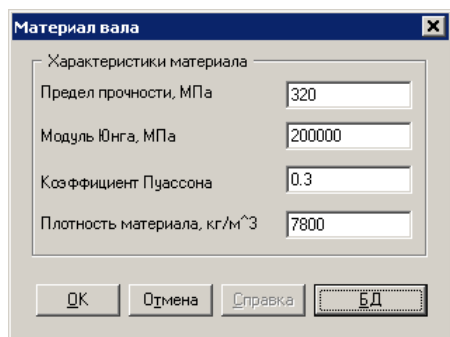 Материал вала
Характеристики материала
Предел прочности, МПа 320
Модуль Юнга, МПа 200000
Коэффициент Пуассона 0.3
Плотность материала, кг/м^3 7800
ОК Отмена Справка БД